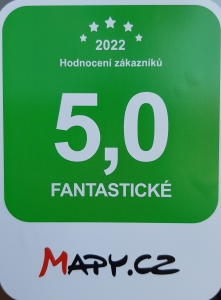 2022
Hodnocení zákazníků
5,0
FANTASTICKÉ
MAPY.CZ